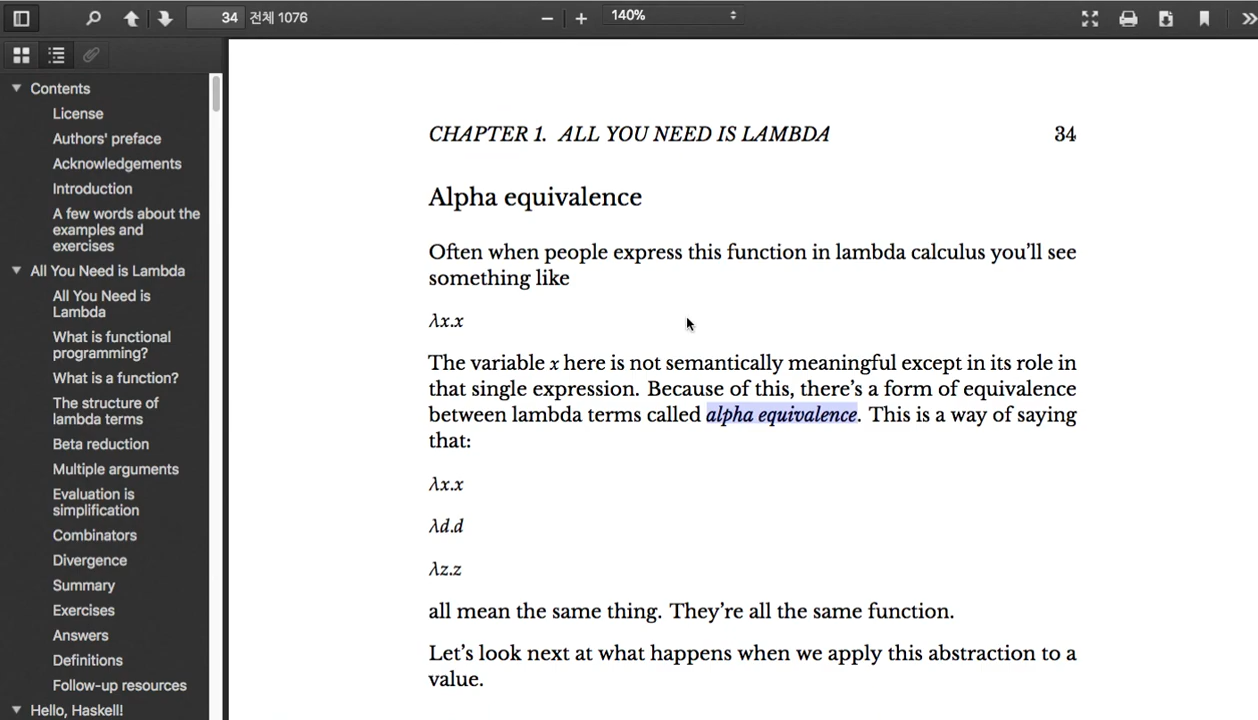 34 전체 1076
140%
Contents
License
Authors' preface
Acknowledgements
Introduction
A few words about the
examples and
exercises
All You Need is Lambda
All You Need is
Lambda
What is functional
programming?
What is a function?
The structure of
lambda terms
Beta reduction
Multiple arguments
Evaluation is
simplification
Combinators
Divergence
Summary
Exercises
Answers
Definitions
Follow-up resources
Hello, Haskell!
CHAPTER 1. ALL YOU NEED IS LAMBDA 34
Alpha equivalence
Often when people express this function in lambda calculus you’ll see
something like
λx.x
The variable x here is not semantically meaningful except in its role in
that single expression. Because of this, there’s a form of equivalence
between lambda terms called alpha equivalence. This is a way of saying
that:
λx.x
λd.d
λz.z
all mean the same thing. They’re all the same function.
Let’s look next at what happens when we apply this abstraction to a
value.